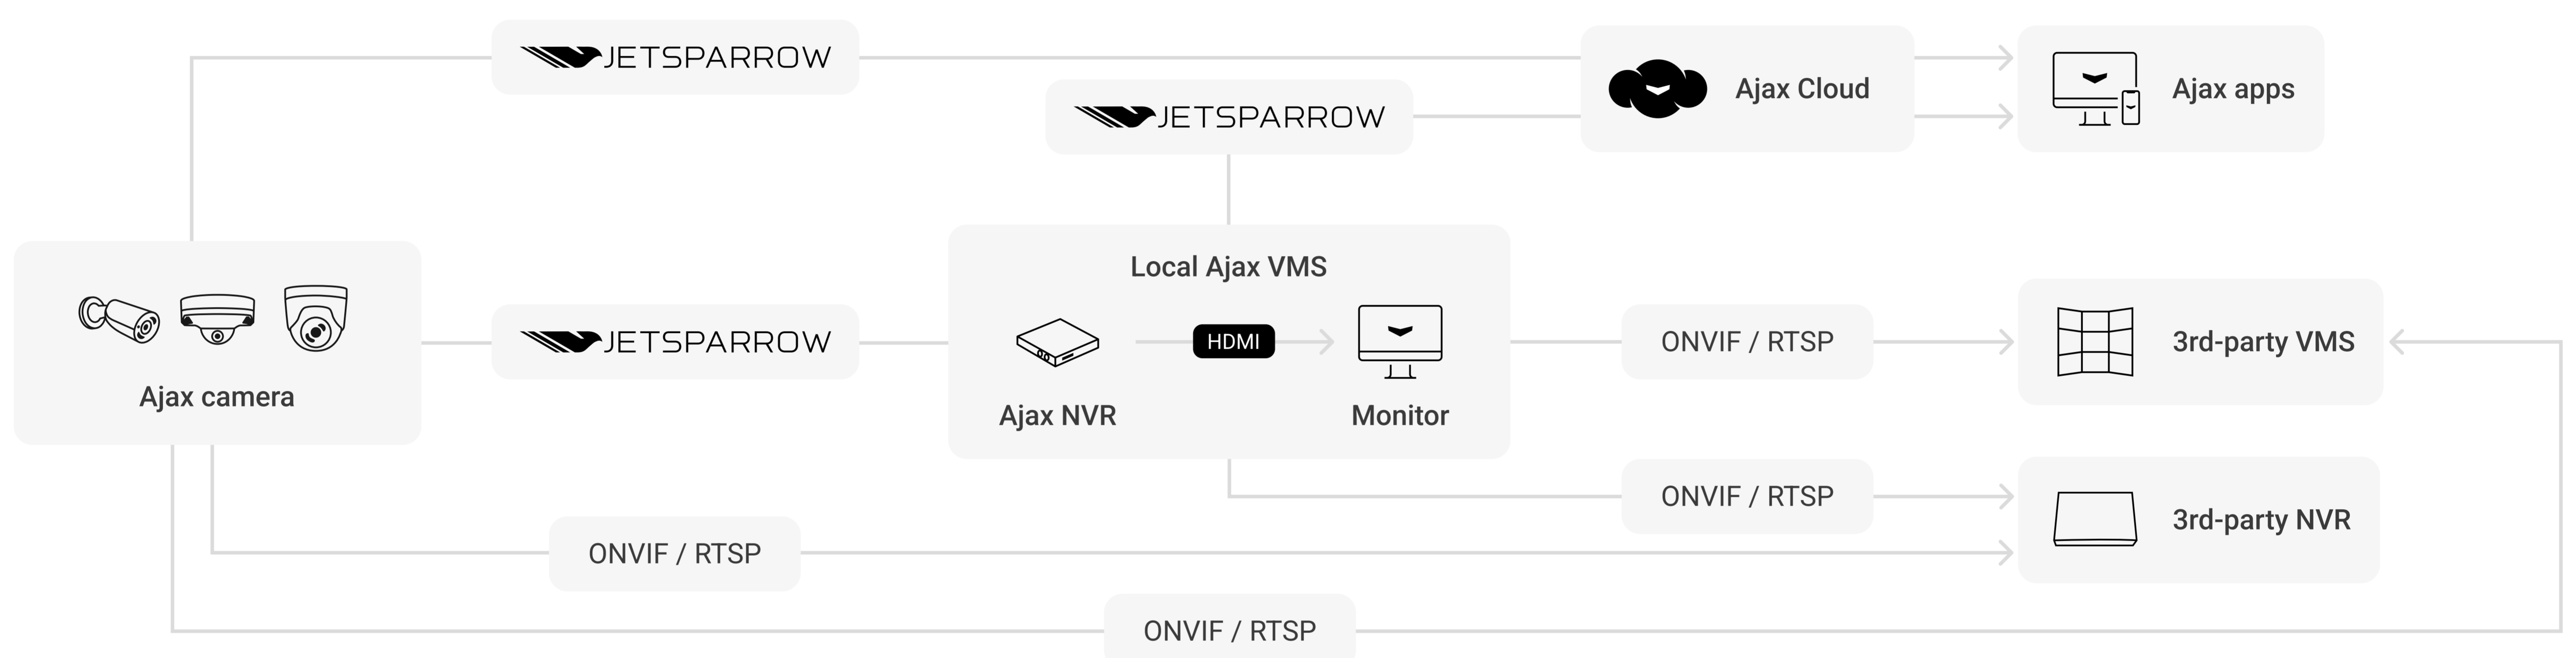 JETSPARROW
Ajax Cloud
Ajax apps
JETSPARROW
Local Ajax VMS
JETSPARROW
HDMI
ONVIF / RTSP
3rd-party VMS
Ajax camera
Ajax NVR
Monitor
ONVIF / RTSP
3rd-party NVR
ONVIF / RTSP
ONVIF / RTSP